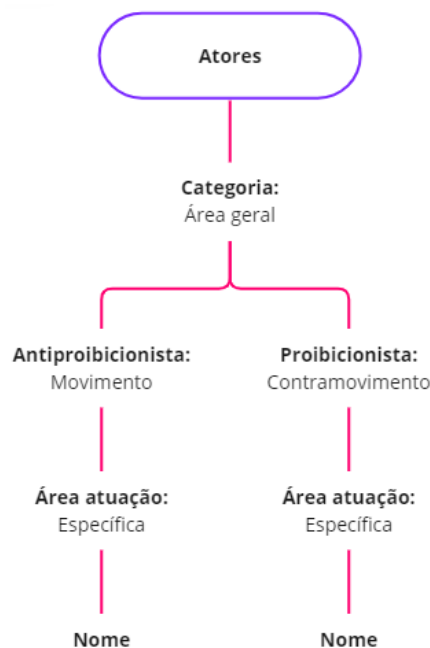 Atores
Categoria:
Área geral
Antiproibicionista:
Movimento
Proibicionista:
Contramovimento
Área atuação:
Específica
Área atuação:
Específica
Nome
Nome